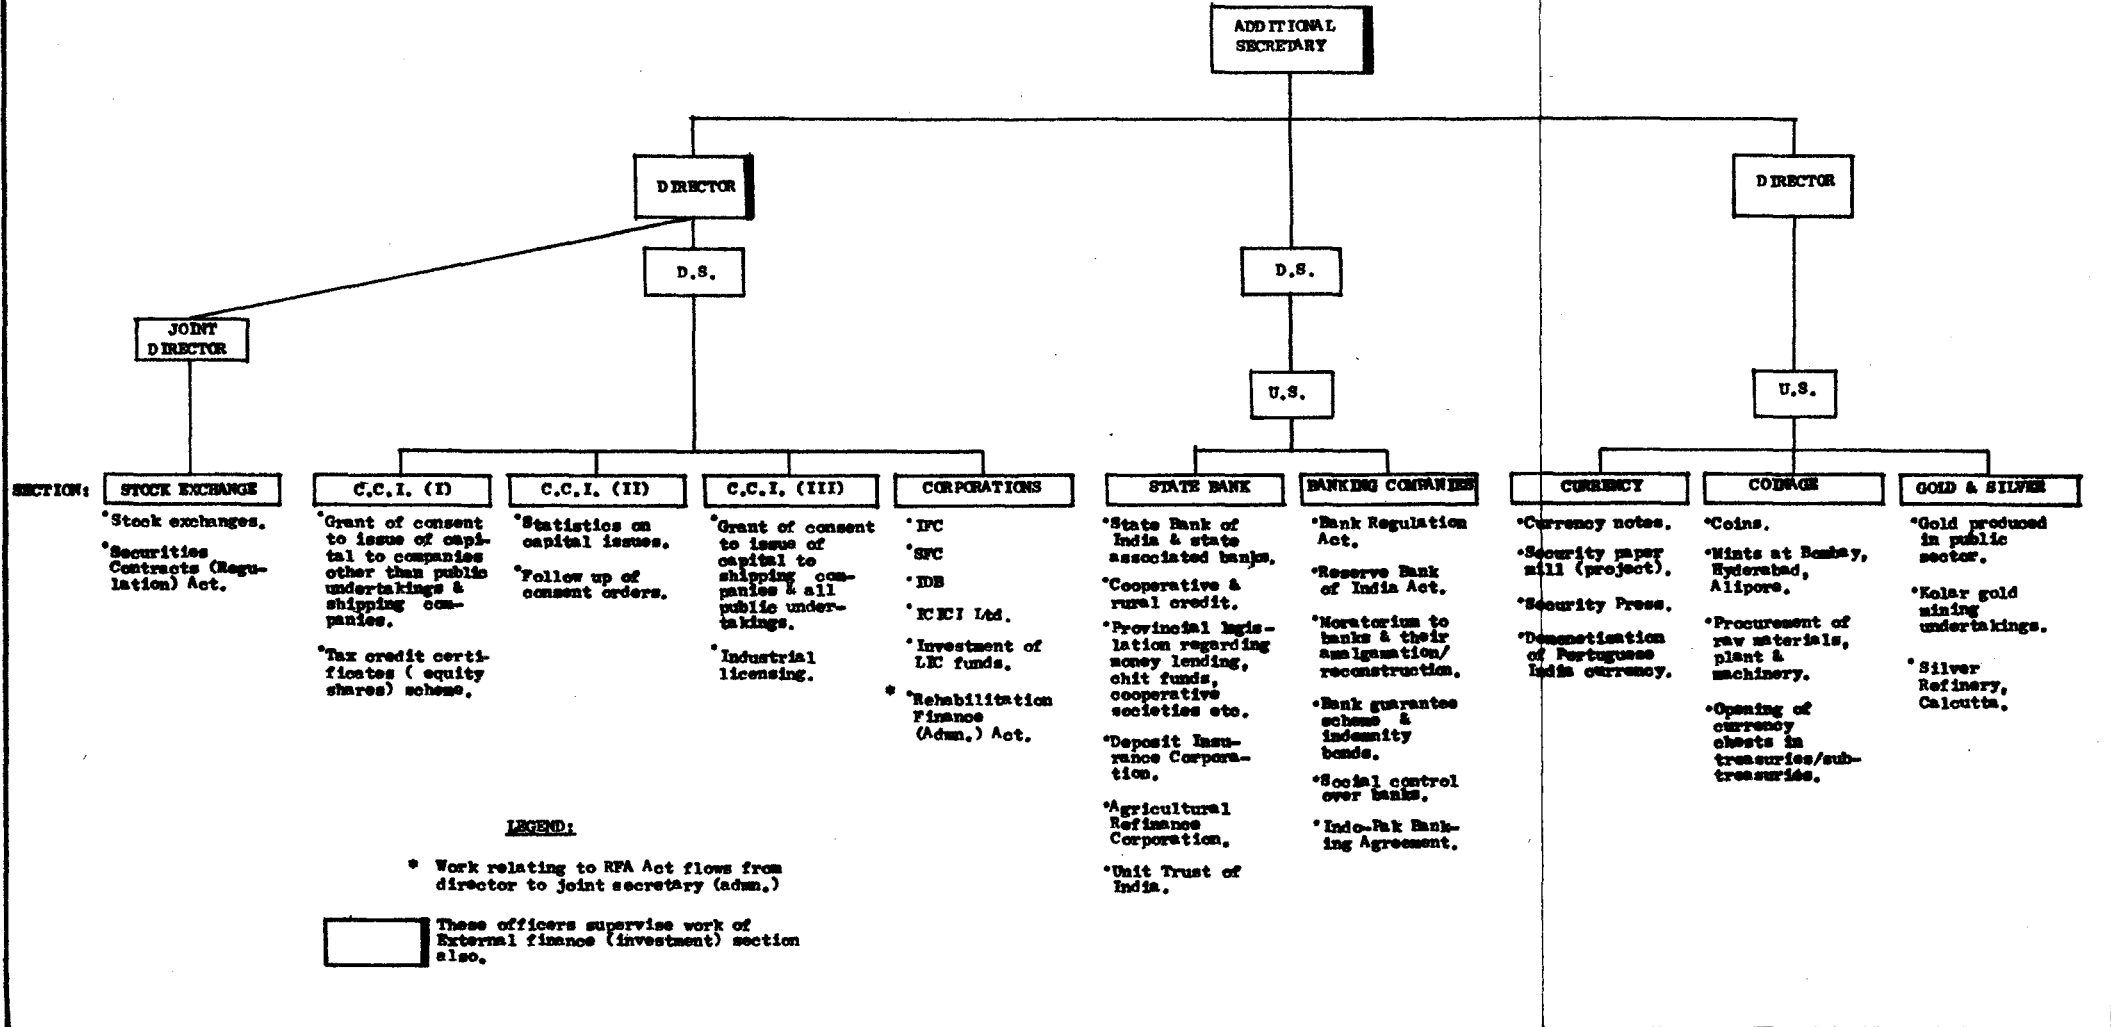 ADDITIONAL
SECRETARY
DIRECTOR
DIRECTOR
D.S.
D.S.
JOINT
DIRECTOR
U.S.
U.S.
SECTION:
STOCK EXCHANGE
C.C.I. (I)
C.C.I. (II)
C.C.I. (III)
CORPORATIONS
STATE BANK
BANKING COMPANIES
CURRENCY
COINAGE
GOLD & SILVER
*Stock exchanges.
*Securities
Contracts (Regu-
lation) Act.
*Grant of consent
to issue of capi-
tal to companies
other than public
undertakings &
shipping com-
panies.
*Tax credit certi-
ficates ( equity
shares) scheme.
*Statistics on
capital issues.
*Follow up of
consent orders.
*Grant of consent
to issue of
capital to
shipping com-
panies & all
public under-
takings.
*Industrial
licensing.
*IFC
*SFC
*IDB
*ICICI Ltd.
*Investment of
LIC funds.
* *Rehabilitation
Finance
(Admn.) Act.
*State Bank of
India & state
associated banks.
*Cooperative &
rural credit.
*Provincial legis-
lation regarding
money lending,
chit funds,
cooperative
societies etc.
*Deposit Insu-
rance Corpora-
tion.
*Agricultural
Refinance
Corporation.
*Unit Trust of
India.
*Bank Regulation
Act.
*Reserve Bank
of India Act.
*Moratorium to
banks & their
amalgamation/
reconstruction.
*Bank guarantee
scheme &
indemnity
bonds.
*Social control
over banks.
*Indo-Pak Bank-
ing Agreement.
*Currency notes.
*Security paper
mill (project).
*Security Press.
*Demonetisation
of Portuguese
India currency.
*Coins.
*Mints at Bombay,
Hyderabad,
Alipore.
*Procurement of
raw materials,
plant &
machinery.
*Opening of
currency
chests in
treasuries/sub-
treasuries.
*Gold produced
in public
sector.
*Kolar gold
mining
undertakings.
*Silver
Refinery,
Calcutta.
LEGEND:
* Work relating to RFA Act flows from
director to joint secretary (admn.)
These officers supervise work of
External finance (investment) section
also.